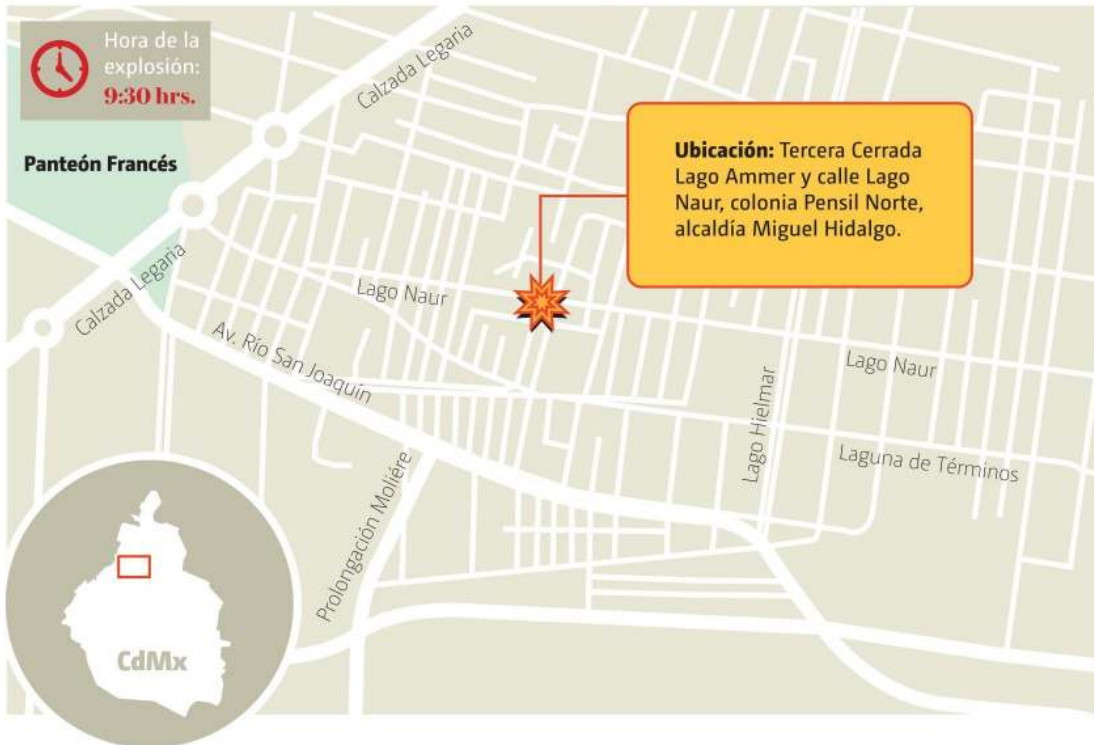 Hora de la
explosión:
9:30 hrs.
Calzada Legaria
Panteón Francés
Ubicación: Tercera Cerrada
Lago Ammer y calle Lago
Naur, colonia Pensil Norte,
alcaldía Miguel Hidalgo.
Calzada Legaria
Lago Naur
Av. Río San Joaquín
Lago Naur
Lago Hielmar
Laguna de Términos
Prolongación Moliére
CdMx